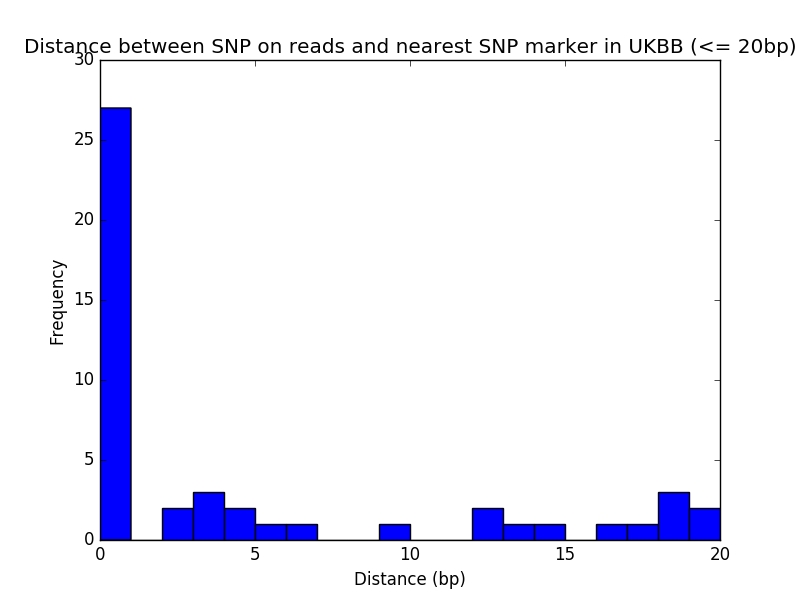 Distance between SNP on reads and nearest SNP marker in UKBB (<= 20bp)
30
25
20
15
10
5
0
Frequency
0 5 10 15 20
Distance (bp)